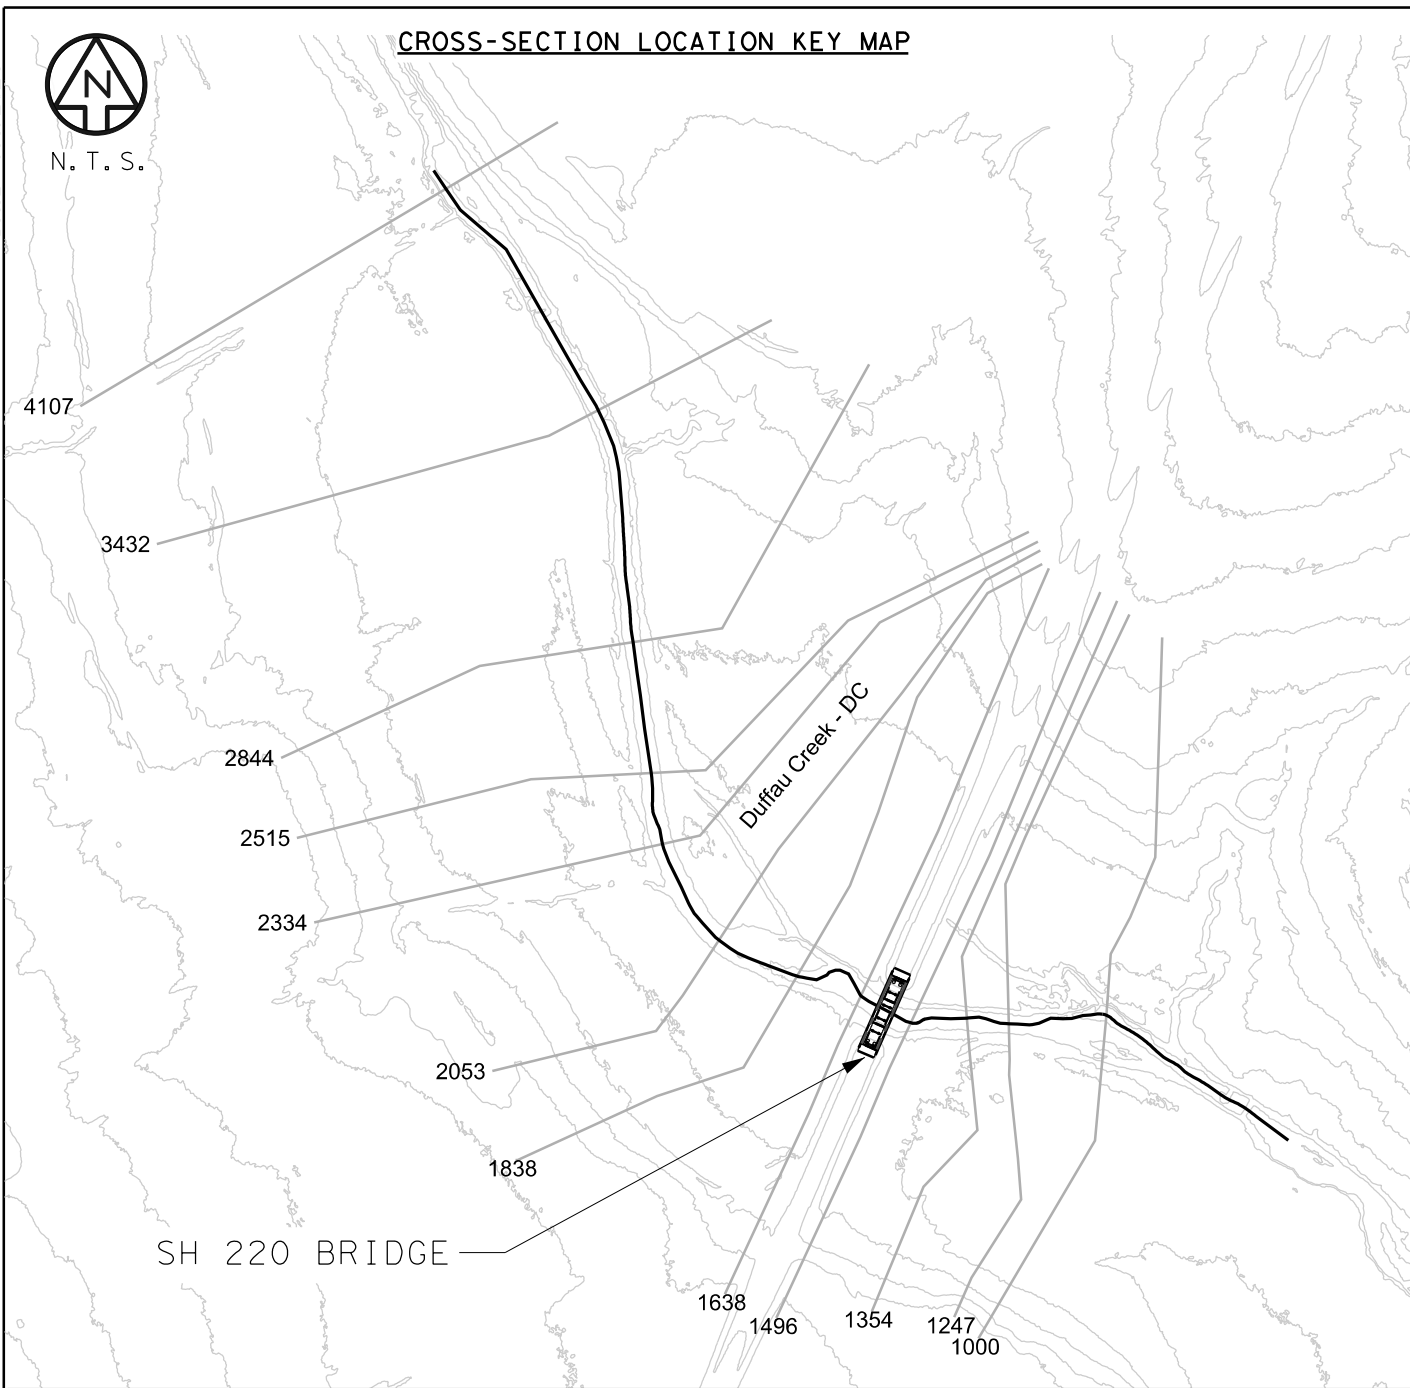 CROSS-SECTION LOCATION KEY MAP
N
N.T.S.
4107
3432
2844
2515
2334
Duffau Creek - DC
2053
1838
SH 220 BRIDGE
1638
1496
1354
1247
1000